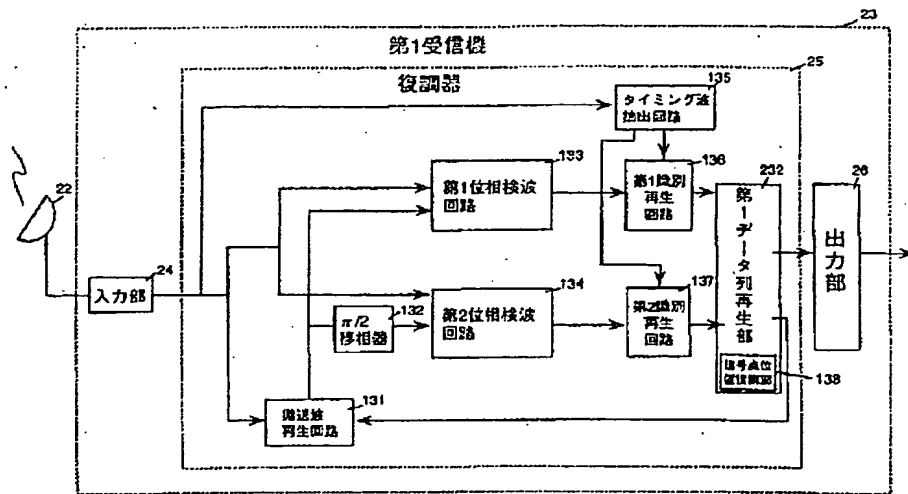 23
第1受信機
25
復調器
135
タイミング波
抽出回路
22
133
第1位相検波
回路
136
第1識別
再生
回路
232
第1データ列再生部
26
出力部
24
入力部
132
π/2
移相器
134
第2位相検波
回路
137
第2識別
再生
回路
信号点位
138
131
搬送波
再生回路